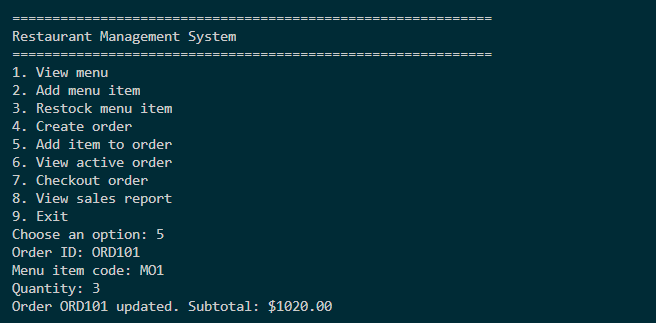 ============================================================
Restaurant Management System
============================================================
1. View menu
2. Add menu item
3. Restock menu item
4. Create order
5. Add item to order
6. View active order
7. Checkout order
8. View sales report
9. Exit
Choose an option: 5
Order ID: ORD101
Menu item code: MO1
Quantity: 3
Order ORD101 updated. Subtotal: $1020.00